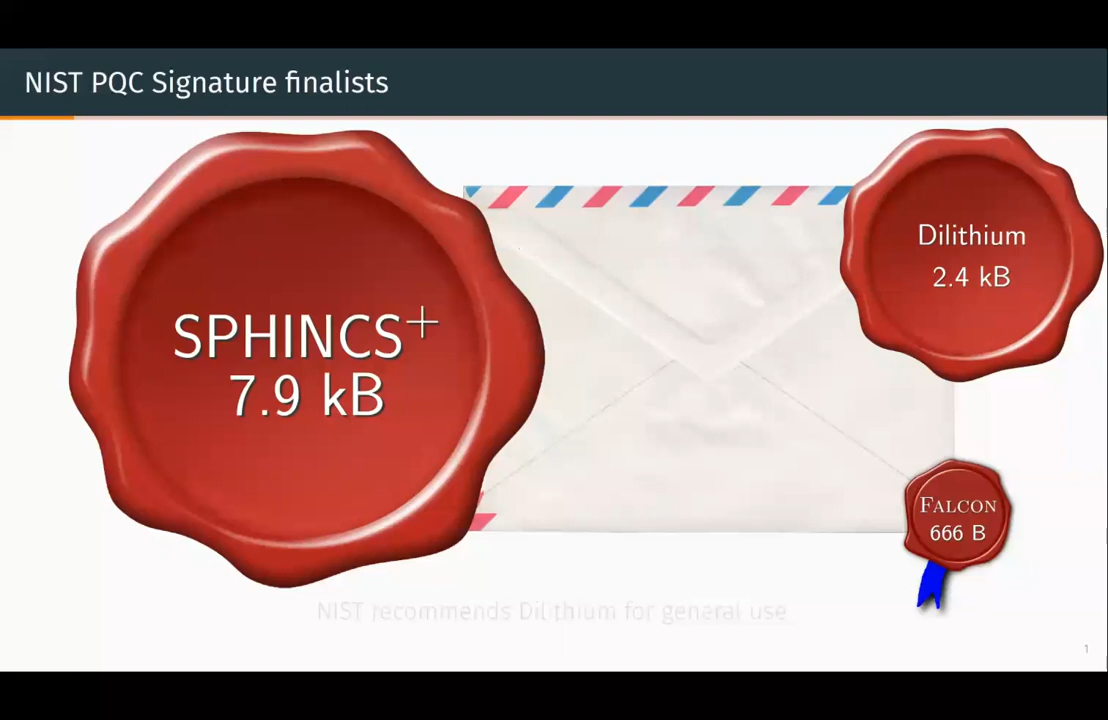 NIST PQC Signature finalists
SPHINCS+
7.9 kB
Dilithium
2.4 kB
FALCON
666 B
NIST recommends Dilithium for general use
1